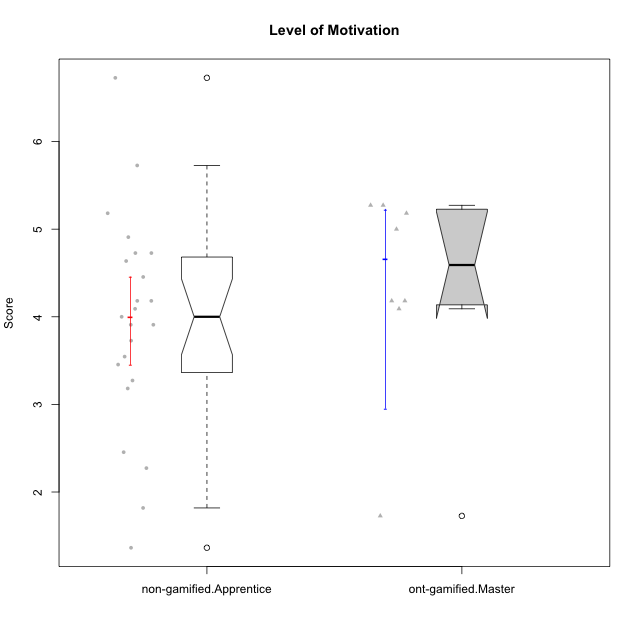 Level of Motivation
Score
6
5
4
3
2
non-gamified.Apprentice
ont-gamified.Master